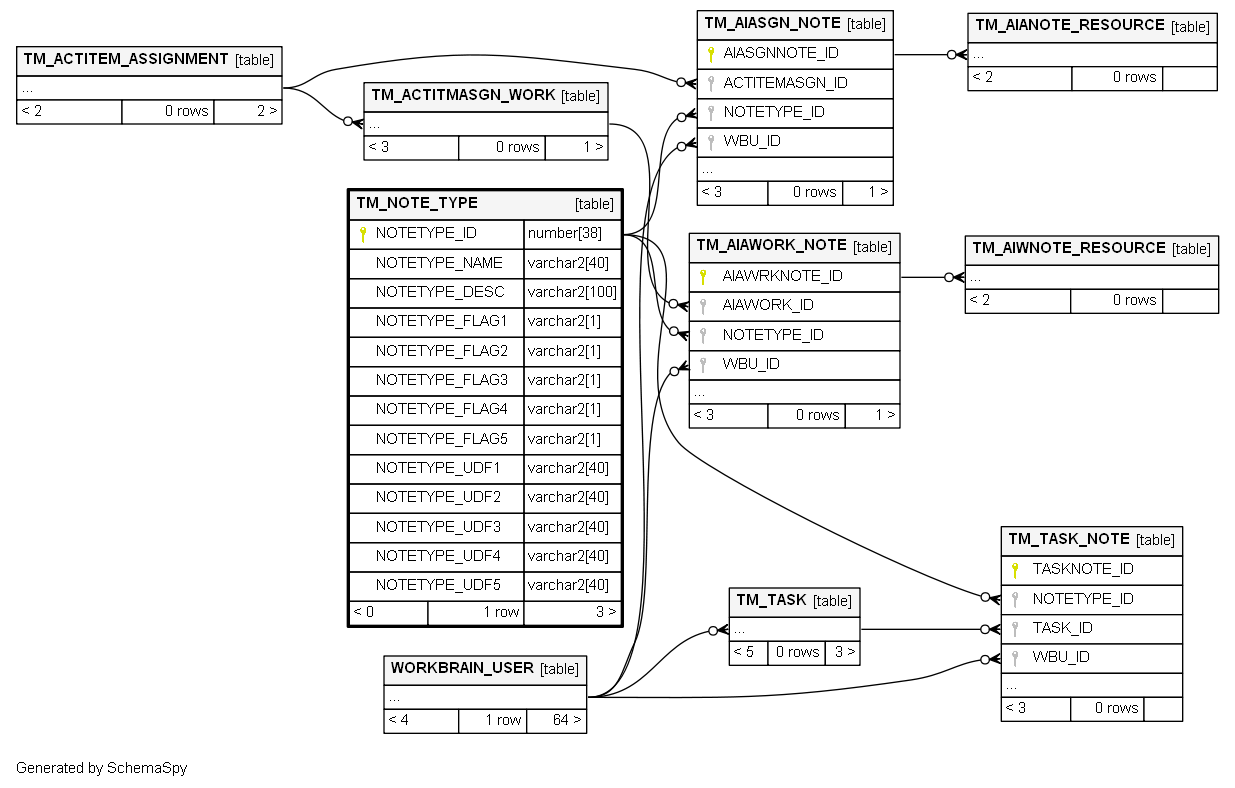 TM_ACTITEM_ASSIGNMENT [table]
...
< 2 0 rows 2 >
TM_ACTITMASGN_WORK [table]
...
< 3 0 rows 1 >
TM_AIASGN_NOTE [table]
AIASGNNOTE_ID
ACTITEMASGN_ID
NOTETYPE_ID
WBU_ID
...
< 3 0 rows 1 >
TM_AIANOTE_RESOURCE [table]
...
< 2 0 rows
TM_NOTE_TYPE [table]
NOTETYPE_ID number[38]
NOTETYPE_NAME varchar2[40]
NOTETYPE_DESC varchar2[100]
NOTETYPE_FLAG1 varchar2[1]
NOTETYPE_FLAG2 varchar2[1]
NOTETYPE_FLAG3 varchar2[1]
NOTETYPE_FLAG4 varchar2[1]
NOTETYPE_FLAG5 varchar2[1]
NOTETYPE_UDF1 varchar2[40]
NOTETYPE_UDF2 varchar2[40]
NOTETYPE_UDF3 varchar2[40]
NOTETYPE_UDF4 varchar2[40]
NOTETYPE_UDF5 varchar2[40]
< 0 1 row 3 >
TM_AIAWORK_NOTE [table]
AIAWRKNOTE_ID
AIAWORK_ID
NOTETYPE_ID
WBU_ID
...
< 3 0 rows 1 >
TM_AIWNOTE_RESOURCE [table]
...
< 2 0 rows
TM_TASK_NOTE [table]
TASKNOTE_ID
NOTETYPE_ID
TASK_ID
WBU_ID
...
< 3 0 rows
TM_TASK [table]
...
< 5 0 rows 3 >
WORKBRAIN_USER [table]
...
< 4 1 row 64 >
Generated by SchemaSpy